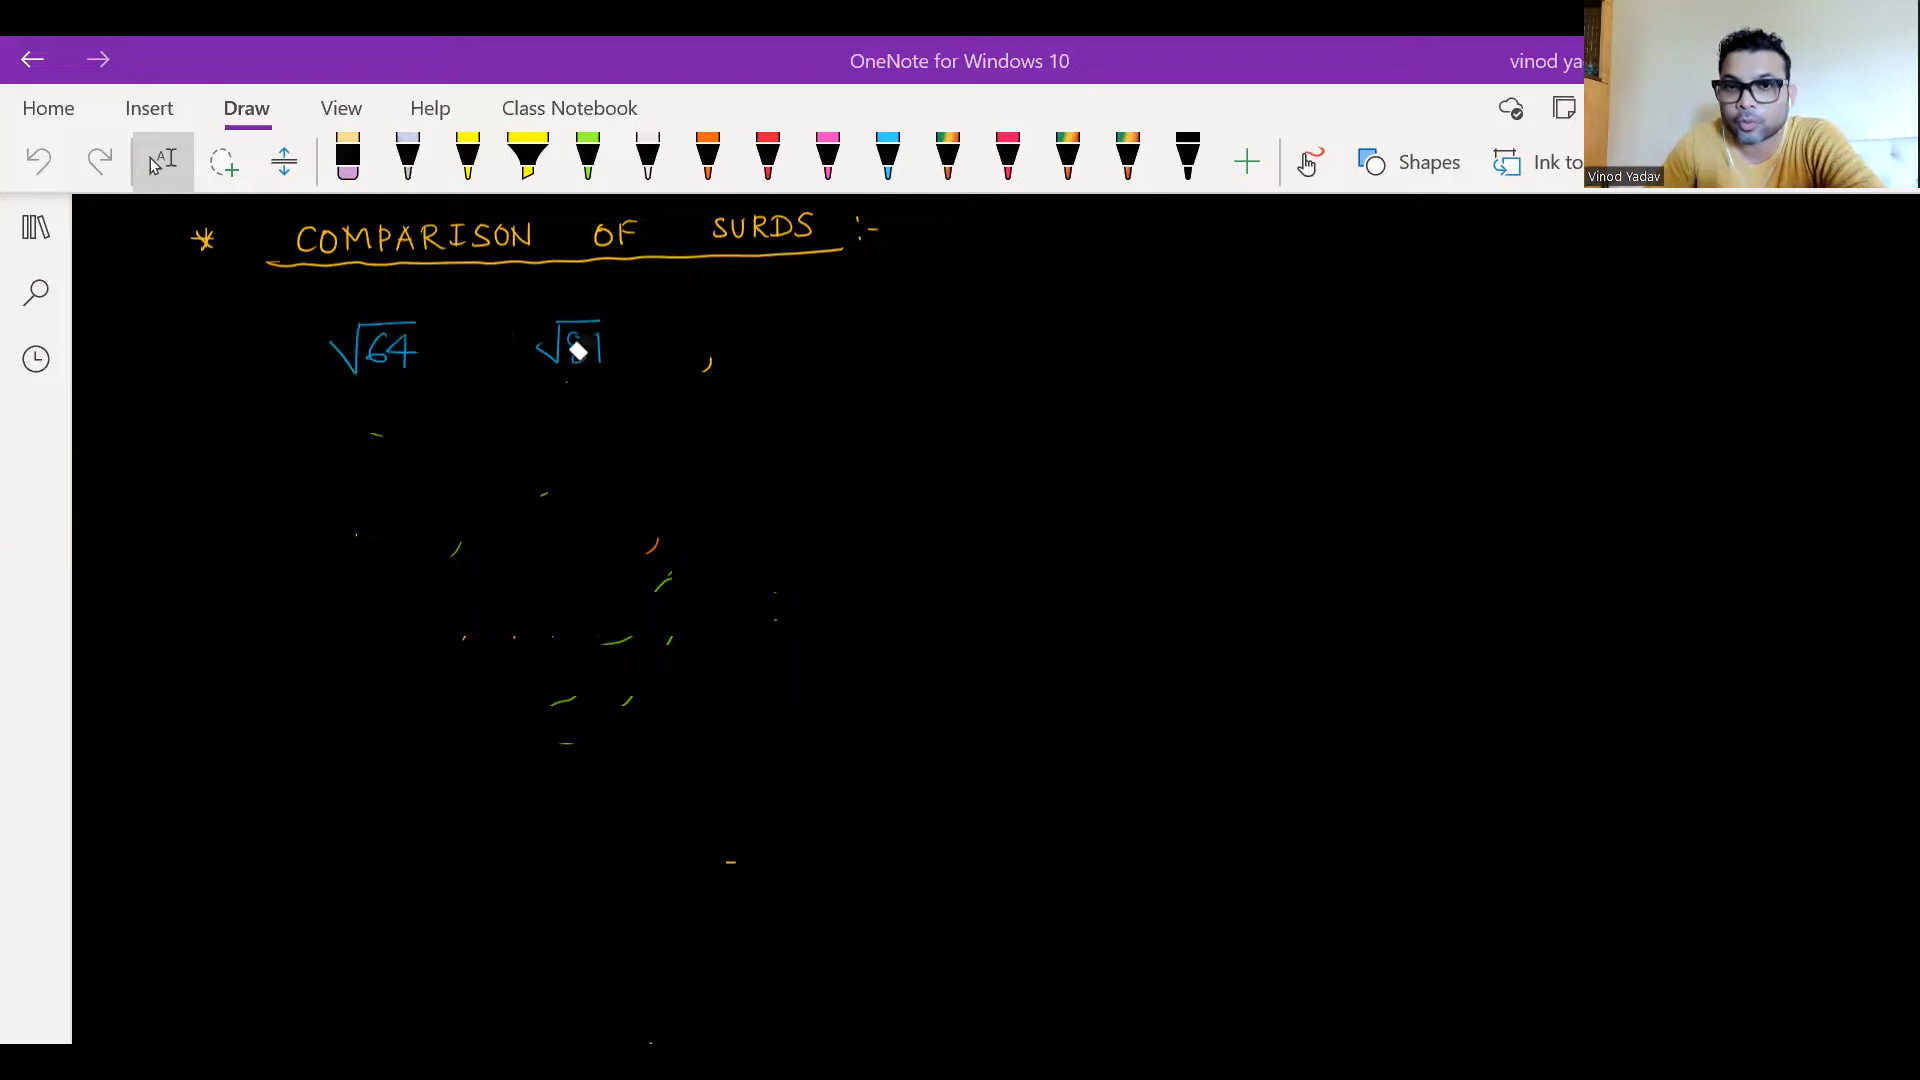 OneNote for Windows 10
vinod ya
Home Insert Draw View Help Class Notebook
Shapes Ink to
Vinod Yadav
* COMPARISON OF SURDS :-
√64 √81 ,